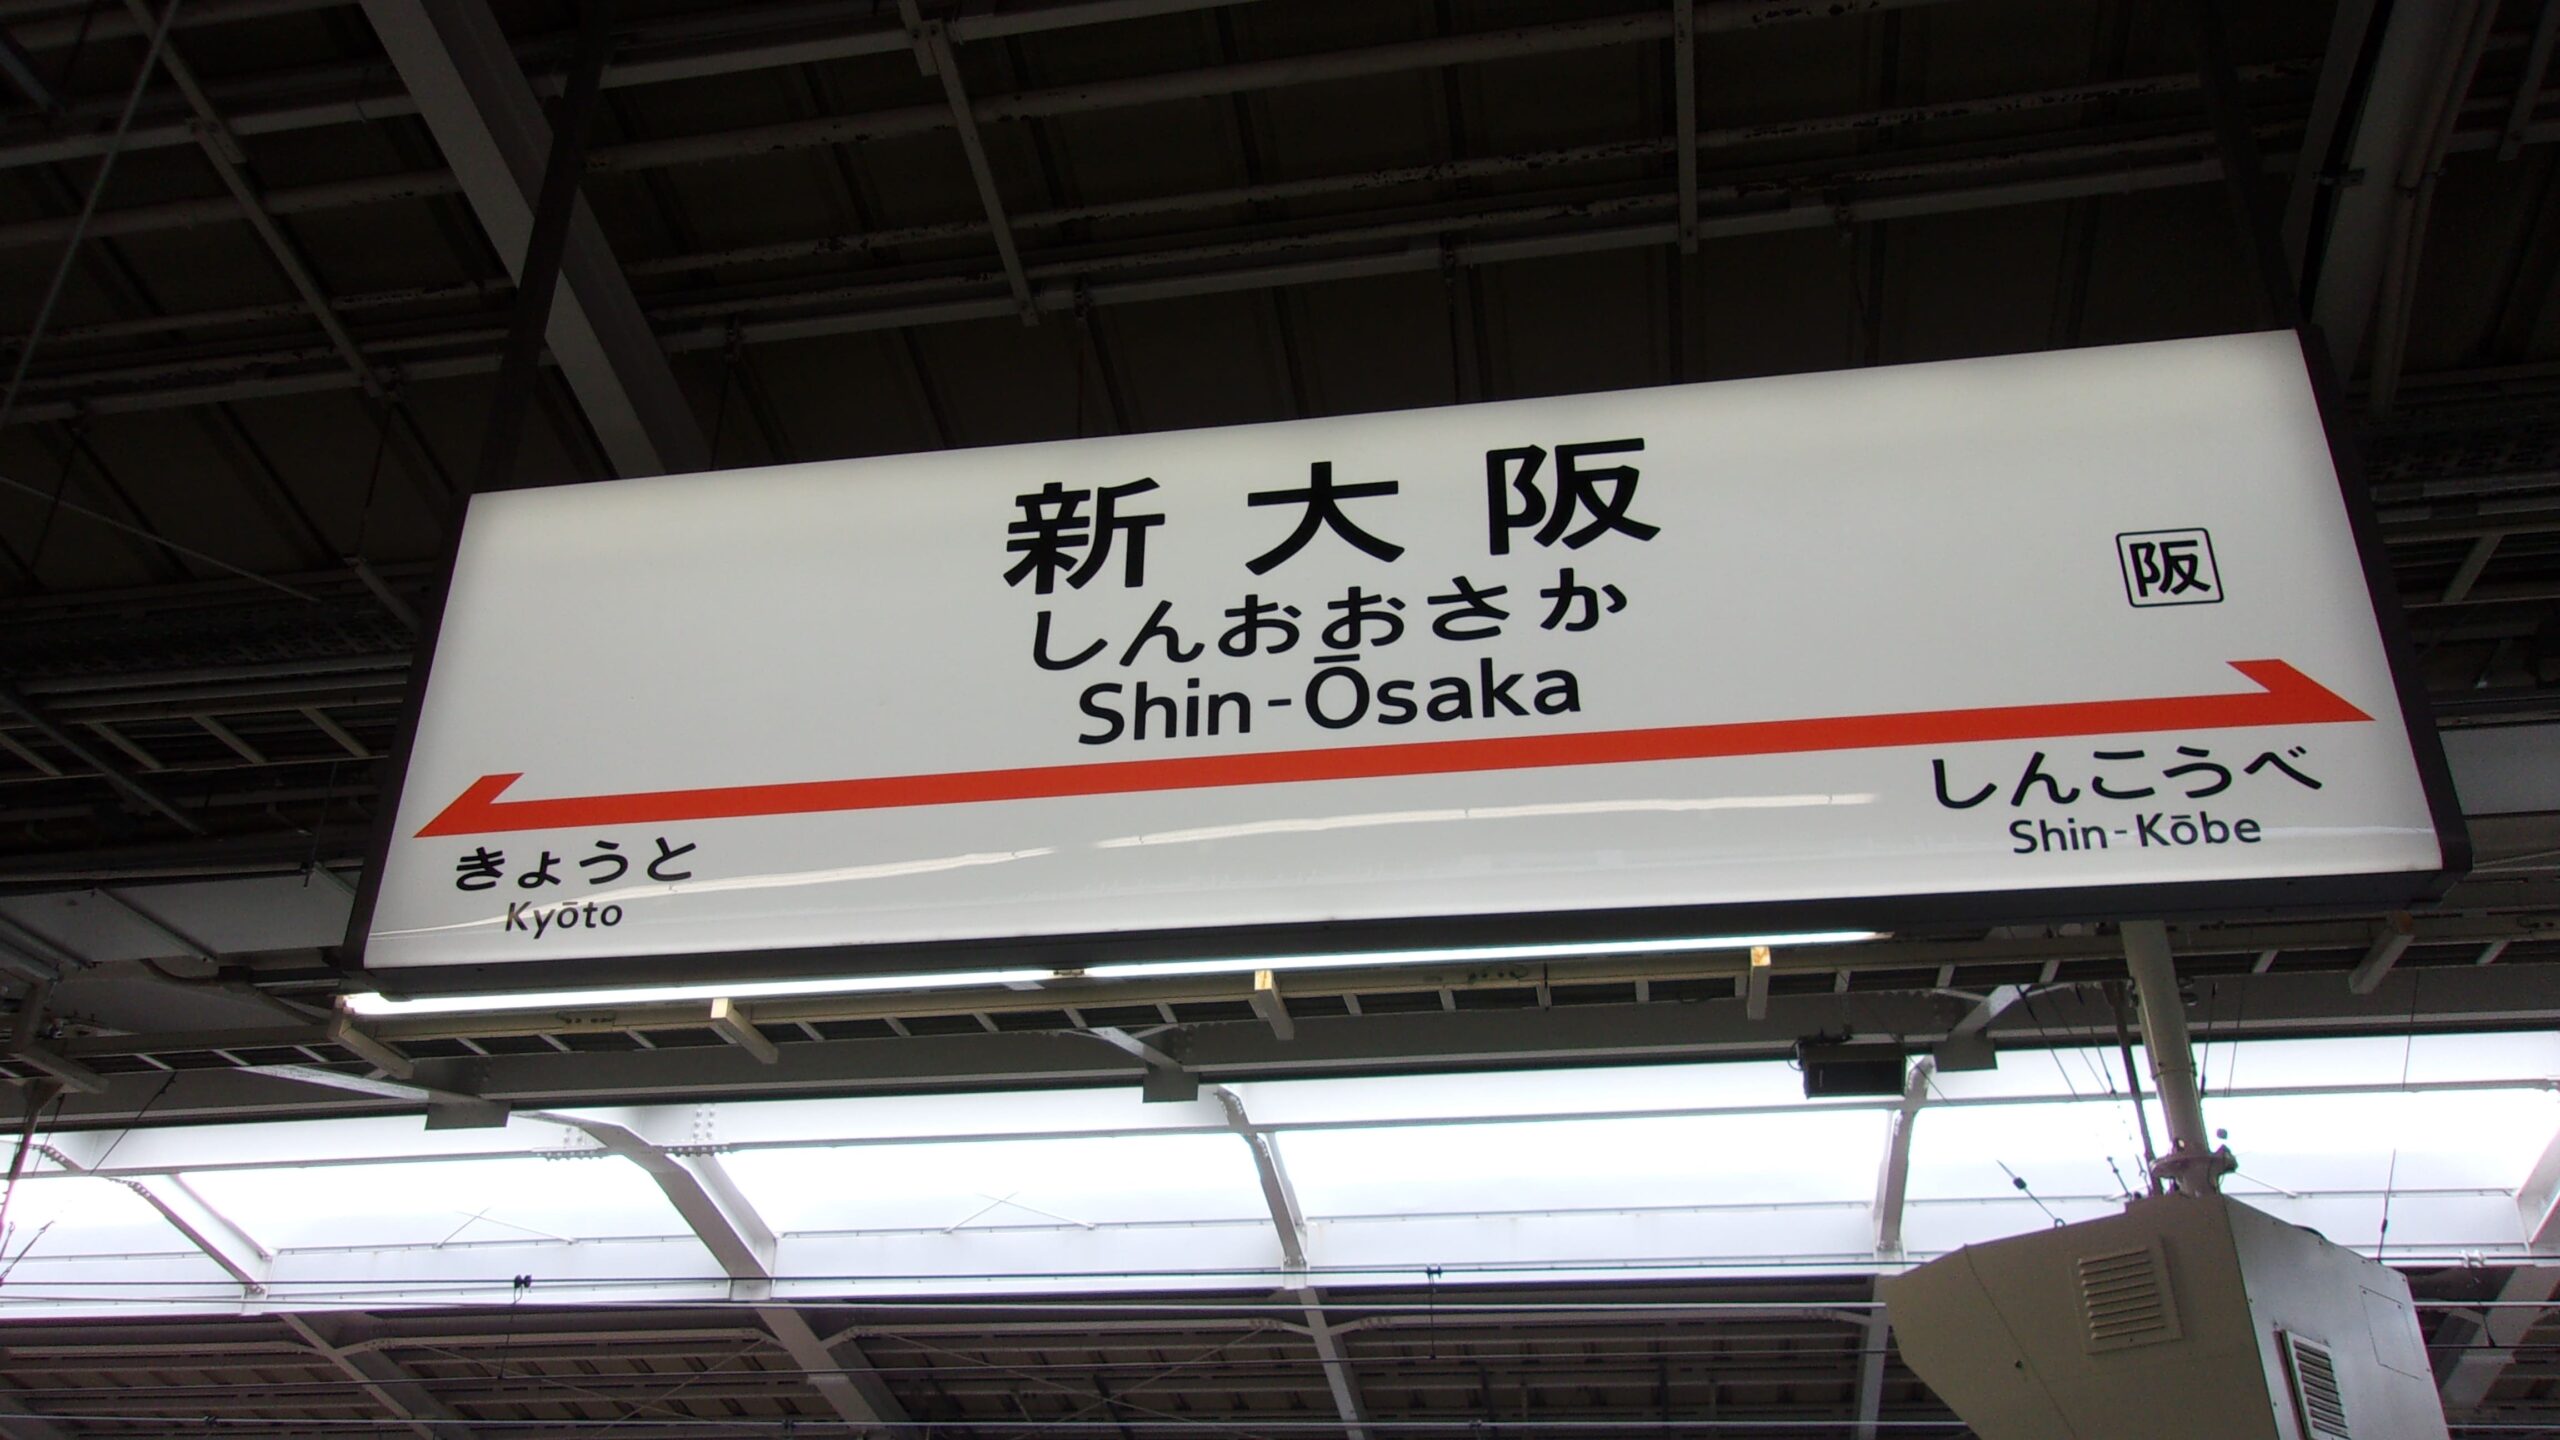 新大阪
阪
しんおおさか
Shin-Ōsaka
きょうと
Kyōto
しんこうべ
Shin-Kōbe